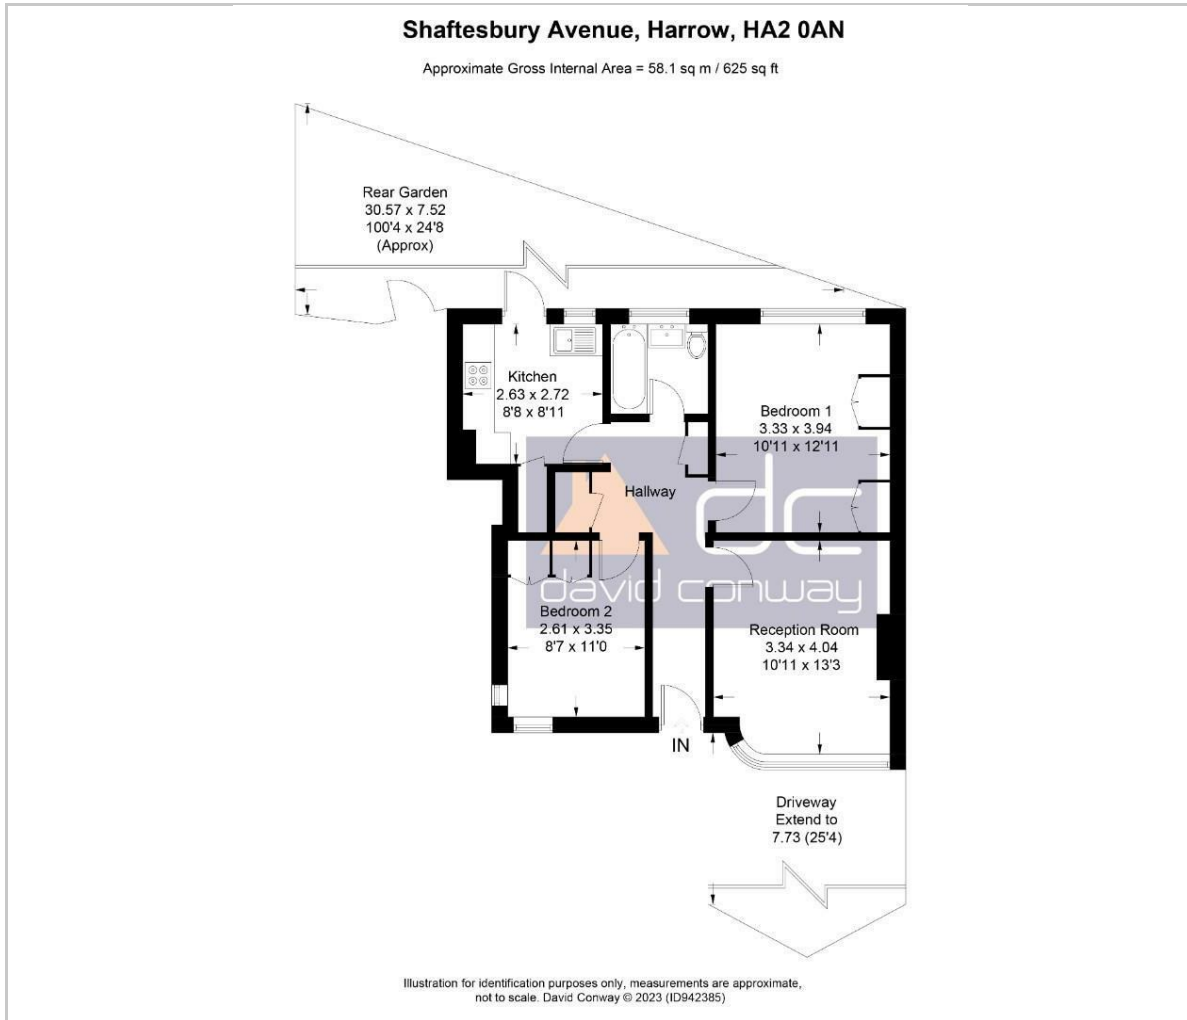 Shaftesbury Avenue, Harrow, HA2 0AN
Approximate Gross Internal Area = 58.1 sq m / 625 sq ft
Rear Garden
30.57 x 7.52
100'4 x 24'8
(Approx)
Kitchen
2.63 x 2.72
8'8 x 8'11
Bedroom 1
3.33 x 3.94
10'11 x 12'11
Hallway
dc
david conway
Bedroom 2
2.61 x 3.35
8'7 x 11'0
Reception Room
3.34 x 4.04
10'11 x 13'3
IN
Driveway
Extend to
7.73 (25'4)
Illustration for identification purposes only, measurements are approximate,
not to scale. David Conway © 2023 (ID942385)